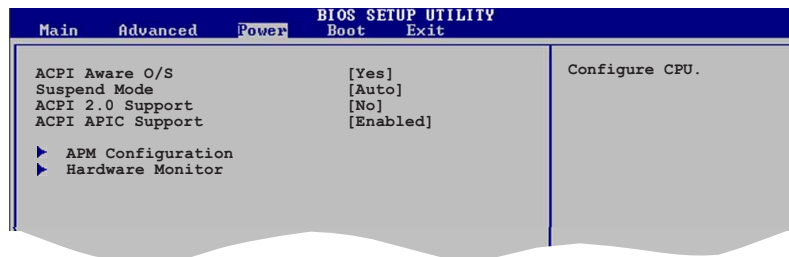 BIOS SETUP UTILITY
Main Advanced Power Boot Exit
ACPI Aware O/S [Yes]
Suspend Mode [Auto]
ACPI 2.0 Support [No]
ACPI APIC Support [Enabled]
APM Configuration
Hardware Monitor
Configure CPU.